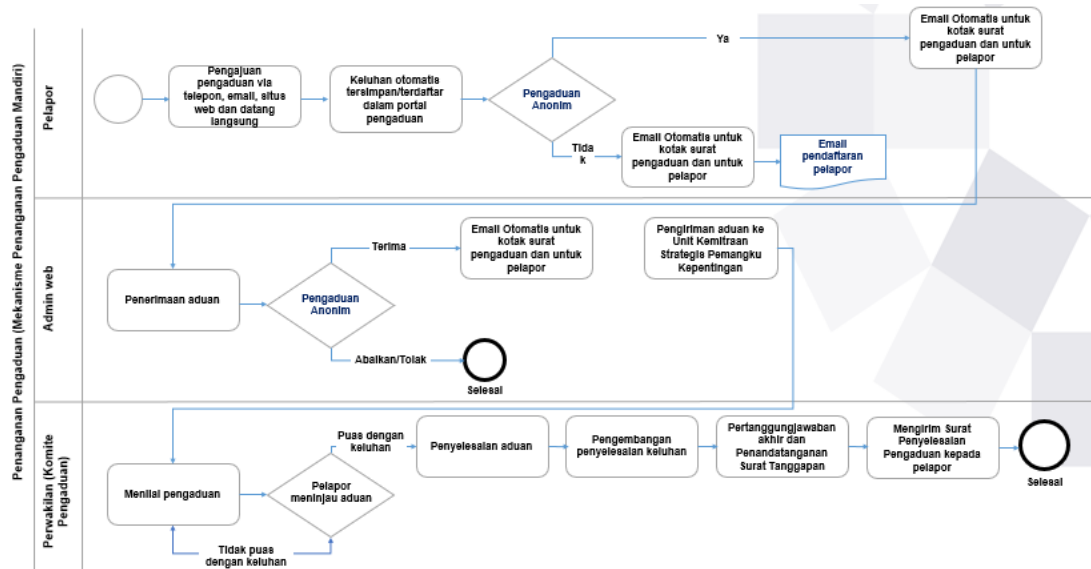 Penanganan Pengaduan (Mekanisme Penanganan Pengaduan Mandiri)
Pelapor
Pengajuan
pengaduan via
telepon, email, situs
web dan datang
langsung
Keluhan otomatis
tersimpan/terdaftar
dalam portal
pengaduan
Pengaduan
Anonim
Ya
Email Otomatis untuk
kotak surat
pengaduan dan untuk
pelapor
Tida
k
Email Otomatis untuk
kotak surat
pengaduan dan untuk
pelapor
Email
pendaftaran
pelapor
Admin web
Penerimaan aduan
Pengaduan
Anonim
Terima
Email Otomatis untuk
kotak surat
pengaduan dan untuk
pelapor
Pengiriman aduan ke
Unit Kemitraan
Strategis Pemangku
Kepentingan
Abaikan/Tolak
Selesai
Perwakilan (Komite
Pengaduan)
Menilai pengaduan
Pelapor
meninjau aduan
Puas dengan
keluhan
Tidak puas
dengan keluhan
Penyelesaian aduan
Pengembangan
penyelesaian keluhan
Pertanggungjawaban
akhir dan
Penandatanganan
Surat Tanggapan
Mengirim Surat
Penyelesaian
Pengaduan kepada
pelapor
Selesai